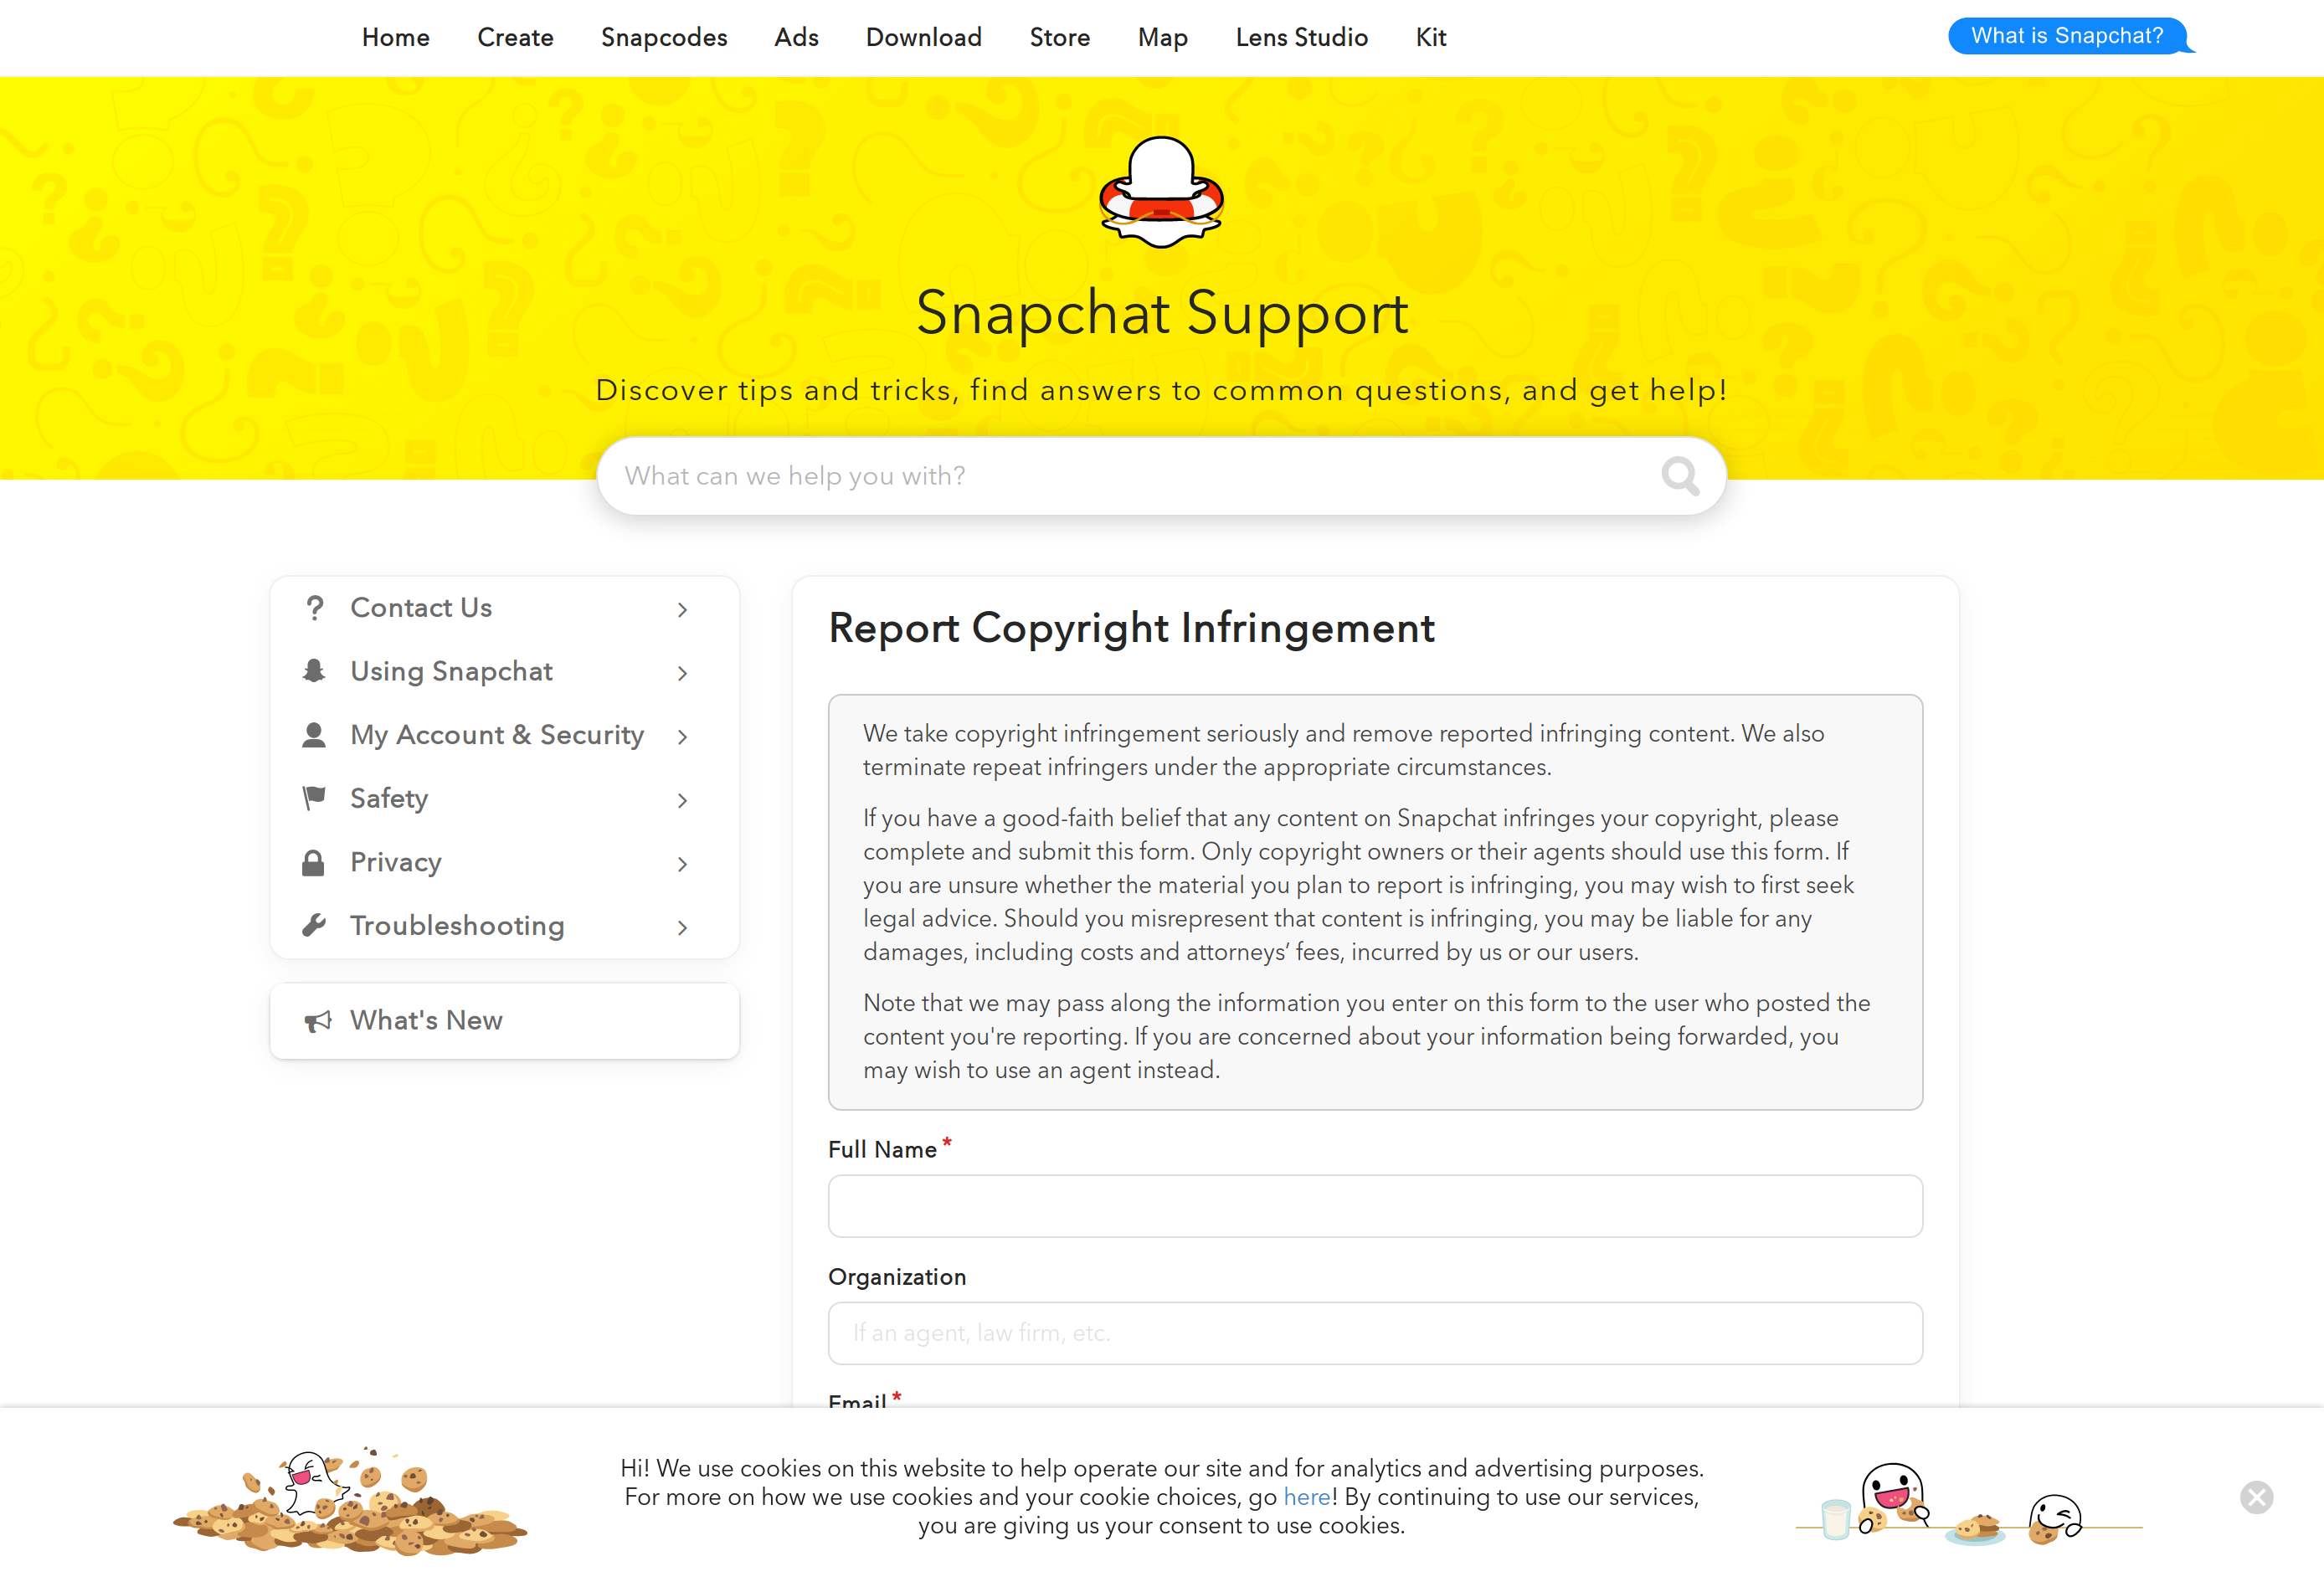 Home Create Snapcodes Ads Download Store Map Lens Studio Kit What is Snapchat?
Snapchat Support
Discover tips and tricks, find answers to common questions, and get help!
What can we help you with?
Contact Us
Using Snapchat
My Account & Security
Safety
Privacy
Troubleshooting
What's New
Report Copyright Infringement
We take copyright infringement seriously and remove reported infringing content. We also
terminate repeat infringers under the appropriate circumstances.
If you have a good-faith belief that any content on Snapchat infringes your copyright, please
complete and submit this form. Only copyright owners or their agents should use this form. If
you are unsure whether the material you plan to report is infringing, you may wish to first seek
legal advice. Should you misrepresent that content is infringing, you may be liable for any
damages, including costs and attorneys’ fees, incurred by us or our users.
Note that we may pass along the information you enter on this form to the user who posted the
content you're reporting. If you are concerned about your information being forwarded, you
may wish to use an agent instead.
Full Name *
Organization
If an agent, law firm, etc.
Email *
Hi! We use cookies on this website to help operate our site and for analytics and advertising purposes.
For more on how we use cookies and your cookie choices, go here! By continuing to use our services,
you are giving us your consent to use cookies.